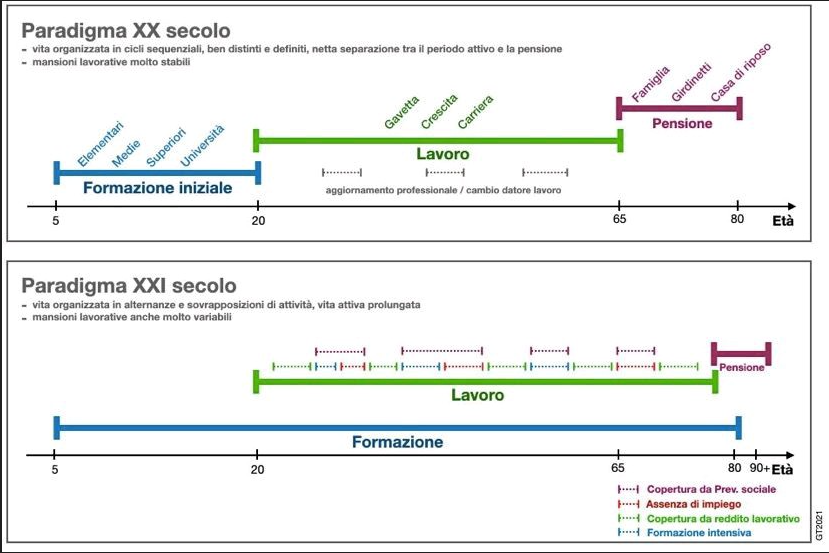 Paradigma XX secolo
- vita organizzata in cicli sequenziali, ben distinti e definiti, netta separazione tra il periodo attivo e la pensione
- mansioni lavorative molto stabili
Elementari
Medie
Superiori
Università
Formazione iniziale
Gavetta
Crescita
Carriera
Lavoro
aggiornamento professionale / cambio datore lavoro
Famiglia
Girdinetti
Casa di riposo
Pensione
5
20
65
80
Età
Paradigma XXI secolo
- vita organizzata in alternanze e sovrapposizioni di attività, vita attiva prolungata
- mansioni lavorative anche molto variabili
Pensione
Lavoro
Formazione
5
20
65
80
90+
Età
Copertura da Prev. sociale
Assenza di impiego
Copertura da reddito lavorativo
Formazione intensiva
GT2021